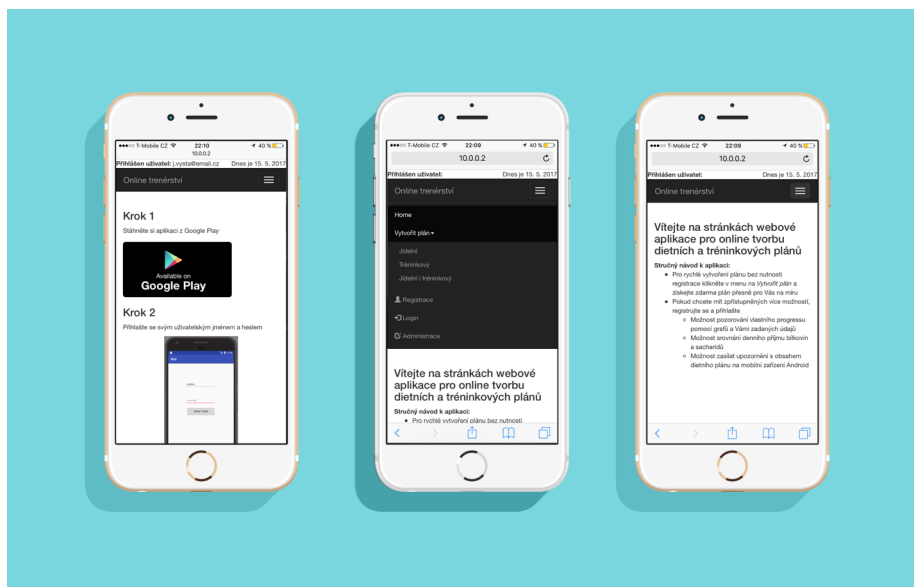 T-Mobile CZ 22:10 40 %
10.0.0.2
Přihlášen uživatel: j.vysta@email.cz Dnes je 15. 5. 2017
Online trenérství
Krok 1
Stáhněte si aplikaci z Google Play
Available on
Google Play
Krok 2
Přihlašte se svým uživatelským jménem a heslem
T-Mobile CZ 22:09 40 %
10.0.0.2
Přihlášen uživatel: Dnes je 15. 5. 2017
Online trenérství
Home
Vytvořit plán
Jídelní
Tréninkový
Jídelní i tréninkový
Registrace
Login
Administrace
Vítejte na stránkách webové
aplikace pro online tvorbu
dietních a tréninkových plánů
Stručný návod k aplikaci:
• Pro rychlé vytvoření plánu bez nutnosti
T-Mobile CZ 22:09 40 %
10.0.0.2
Přihlášen uživatel: Dnes je 15. 5. 2017
Online trenérství
Vítejte na stránkách webové
aplikace pro online tvorbu
dietních a tréninkových plánů
Stručný návod k aplikaci:
• Pro rychlé vytvoření plánu bez nutnosti
registrace klikněte v menu na Vytvořit plán a
získejte zdarma plán přesně pro Vás na míru
• Pokud chcete mít zpřístupněných více možností,
registrujte se a přihlašte
○ Možnost pozorování vlastního progressu
pomocí grafů a Vámi zadaných údajů
○ Možnost srovnání denního příjmu bílkovin
a sacharidů
○ Možnost zasílat upozornění s obsahem
dietního plánu na mobilní zařízení Android